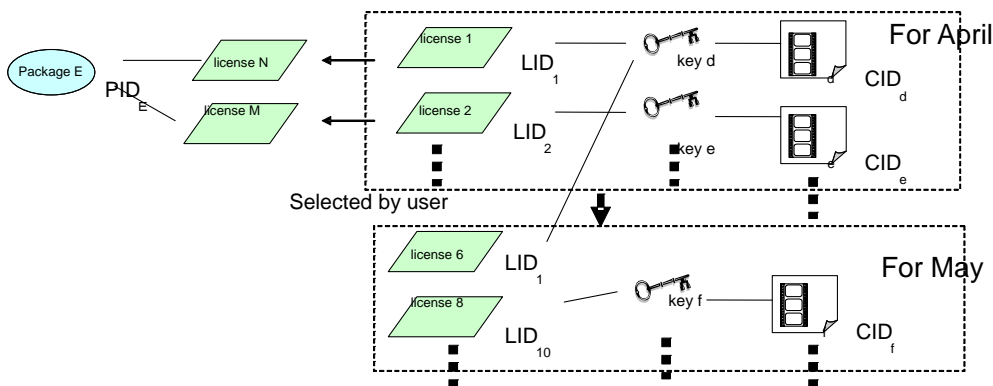 For April
license 1
LID1
key d
d
CIDd
Package E
PIDE
license N
license M
license 2
LID2
key e
e
CIDe
Selected by user
For May
license 6
LID1
license 8
LID10
key f
f
CIDf